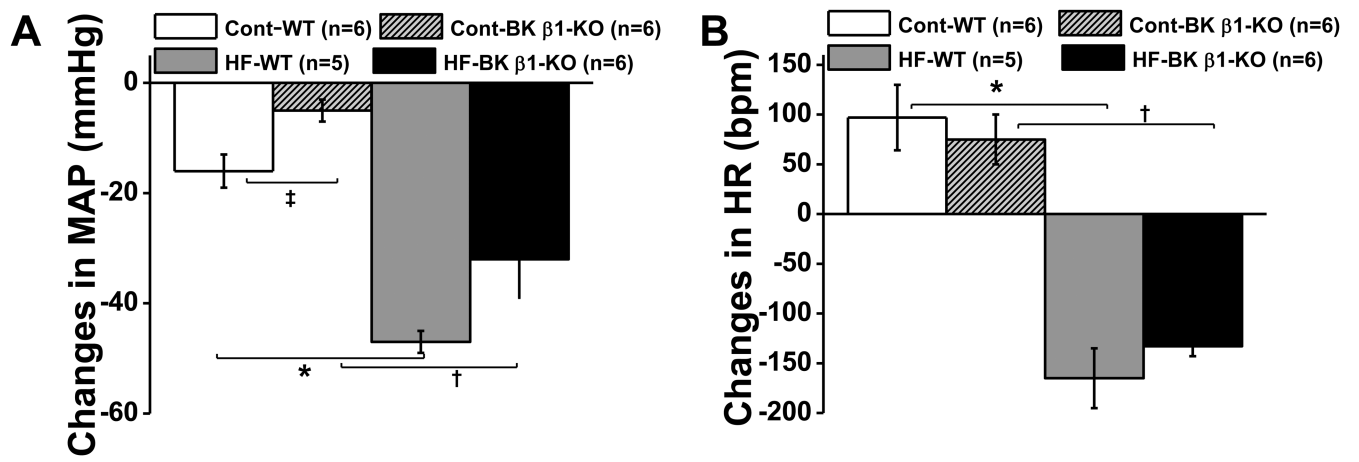 A
Cont-WT (n=6) Cont-BK β1-KO (n=6)
HF-WT (n=5) HF-BK β1-KO (n=6)
Changes in MAP (mmHg)
0
-20
-40
-60
‡
*
†
B
Cont-WT (n=6) Cont-BK β1-KO (n=6)
HF-WT (n=5) HF-BK β1-KO (n=6)
Changes in HR (bpm)
150
100
50
0
-50
-100
-150
-200
*
†